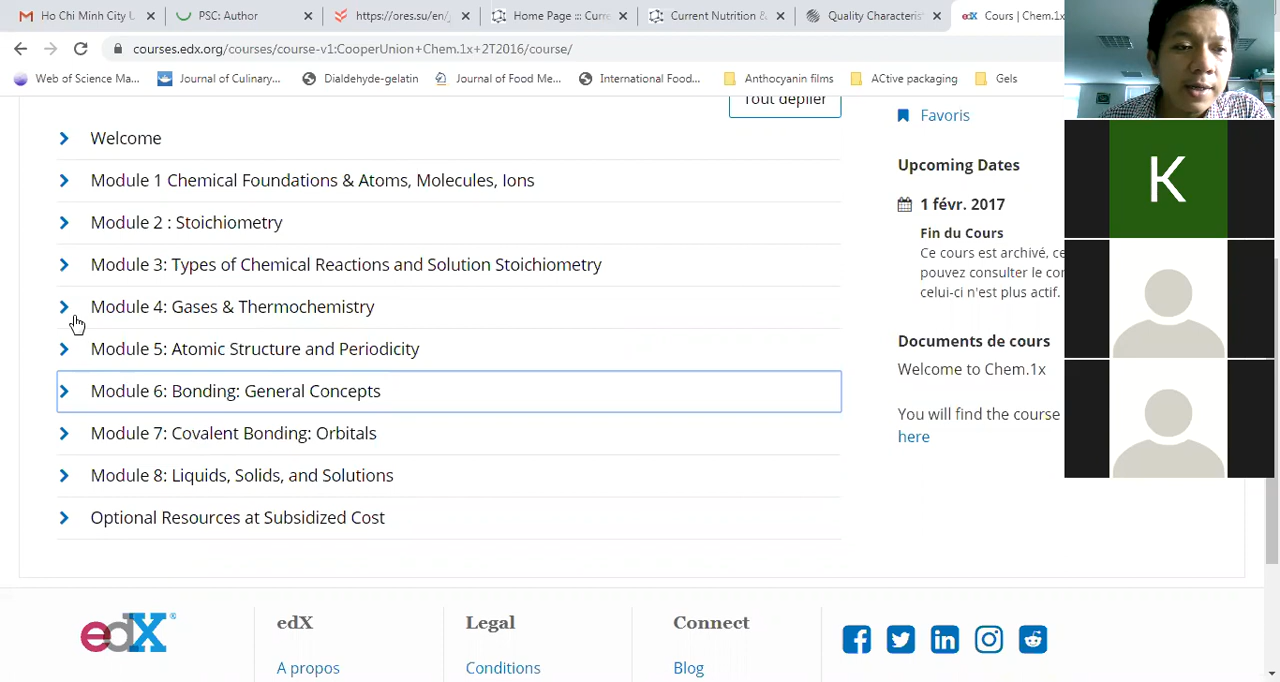 Ho Chi Minh City U
PSC: Author
https://ores.su/en/j
Home Page ::: Curre
Current Nutrition &
Quality Characterist
Cours | Chem.1x
courses.edx.org/courses/course-v1:CooperUnion+Chem.1x+2T2016/course/
Web of Science Ma...
Journal of Culinary...
Dialdehyde-gelatin
Journal of Food Me...
International Food...
Anthocyanin films
ACtive packaging
Gels
Tout déplier
Favoris
Welcome
Module 1 Chemical Foundations & Atoms, Molecules, Ions
Module 2 : Stoichiometry
Module 3: Types of Chemical Reactions and Solution Stoichiometry
Module 4: Gases & Thermochemistry
Module 5: Atomic Structure and Periodicity
Module 6: Bonding: General Concepts
Module 7: Covalent Bonding: Orbitals
Module 8: Liquids, Solids, and Solutions
Optional Resources at Subsidized Cost
Upcoming Dates
1 févr. 2017
Fin du Cours
Ce cours est archivé, ce
pouvez consulter le con
celui-ci n'est plus actif.
Documents de cours
Welcome to Chem.1x
You will find the course
here
K
edX
edX
Legal
Connect
A propos
Conditions
Blog